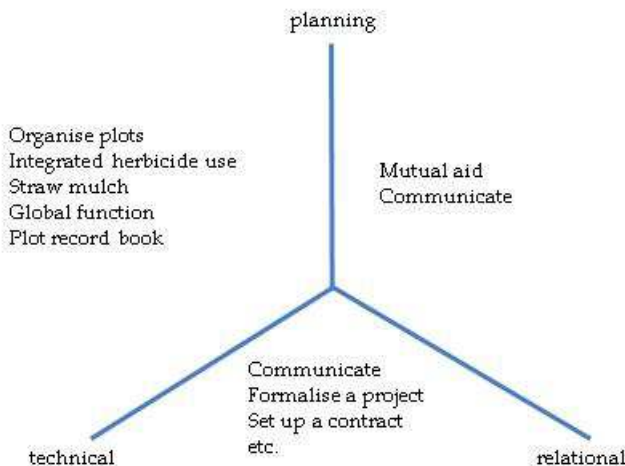 planning
Organise plots
Integrated herbicide use
Straw mulch
Global function
Plot record book
Mutual aid
Communicate
Communicate
Formalise a project
Set up a contract
etc.
technical
relational